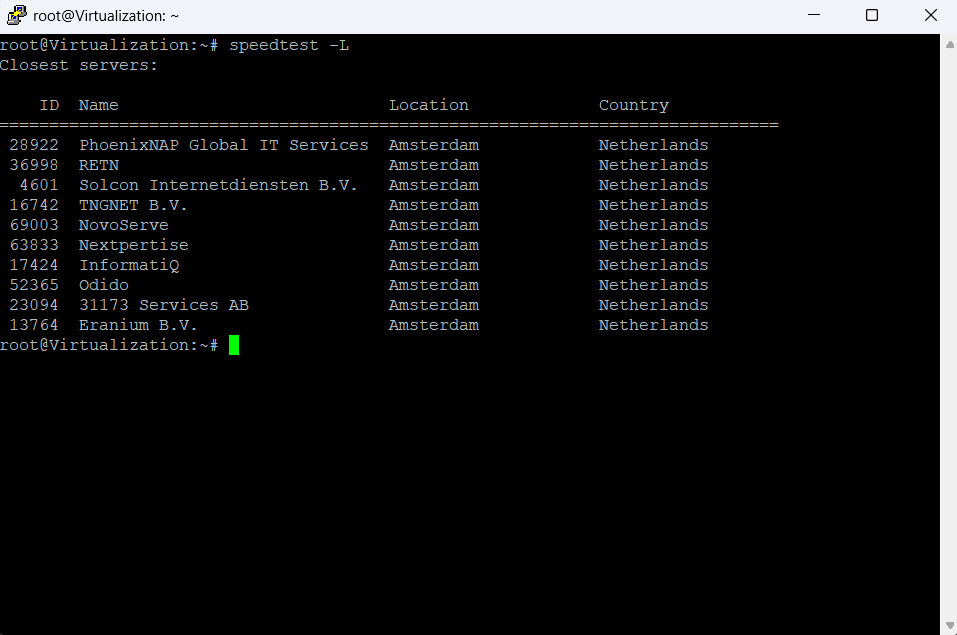 root@Virtualization: ~
root@Virtualization:~# speedtest -L
Closest servers:
ID Name Location Country
==============================================================================
28922 PhoenixNAP Global IT Services Amsterdam Netherlands
36998 RETN Amsterdam Netherlands
4601 Solcon Internetdiensten B.V. Amsterdam Netherlands
16742 TNGNET B.V. Amsterdam Netherlands
69003 NovoServe Amsterdam Netherlands
63833 Nextpertise Amsterdam Netherlands
17424 InformatiQ Amsterdam Netherlands
52365 Odido Amsterdam Netherlands
23094 31173 Services AB Amsterdam Netherlands
13764 Eranium B.V. Amsterdam Netherlands
root@Virtualization:~#